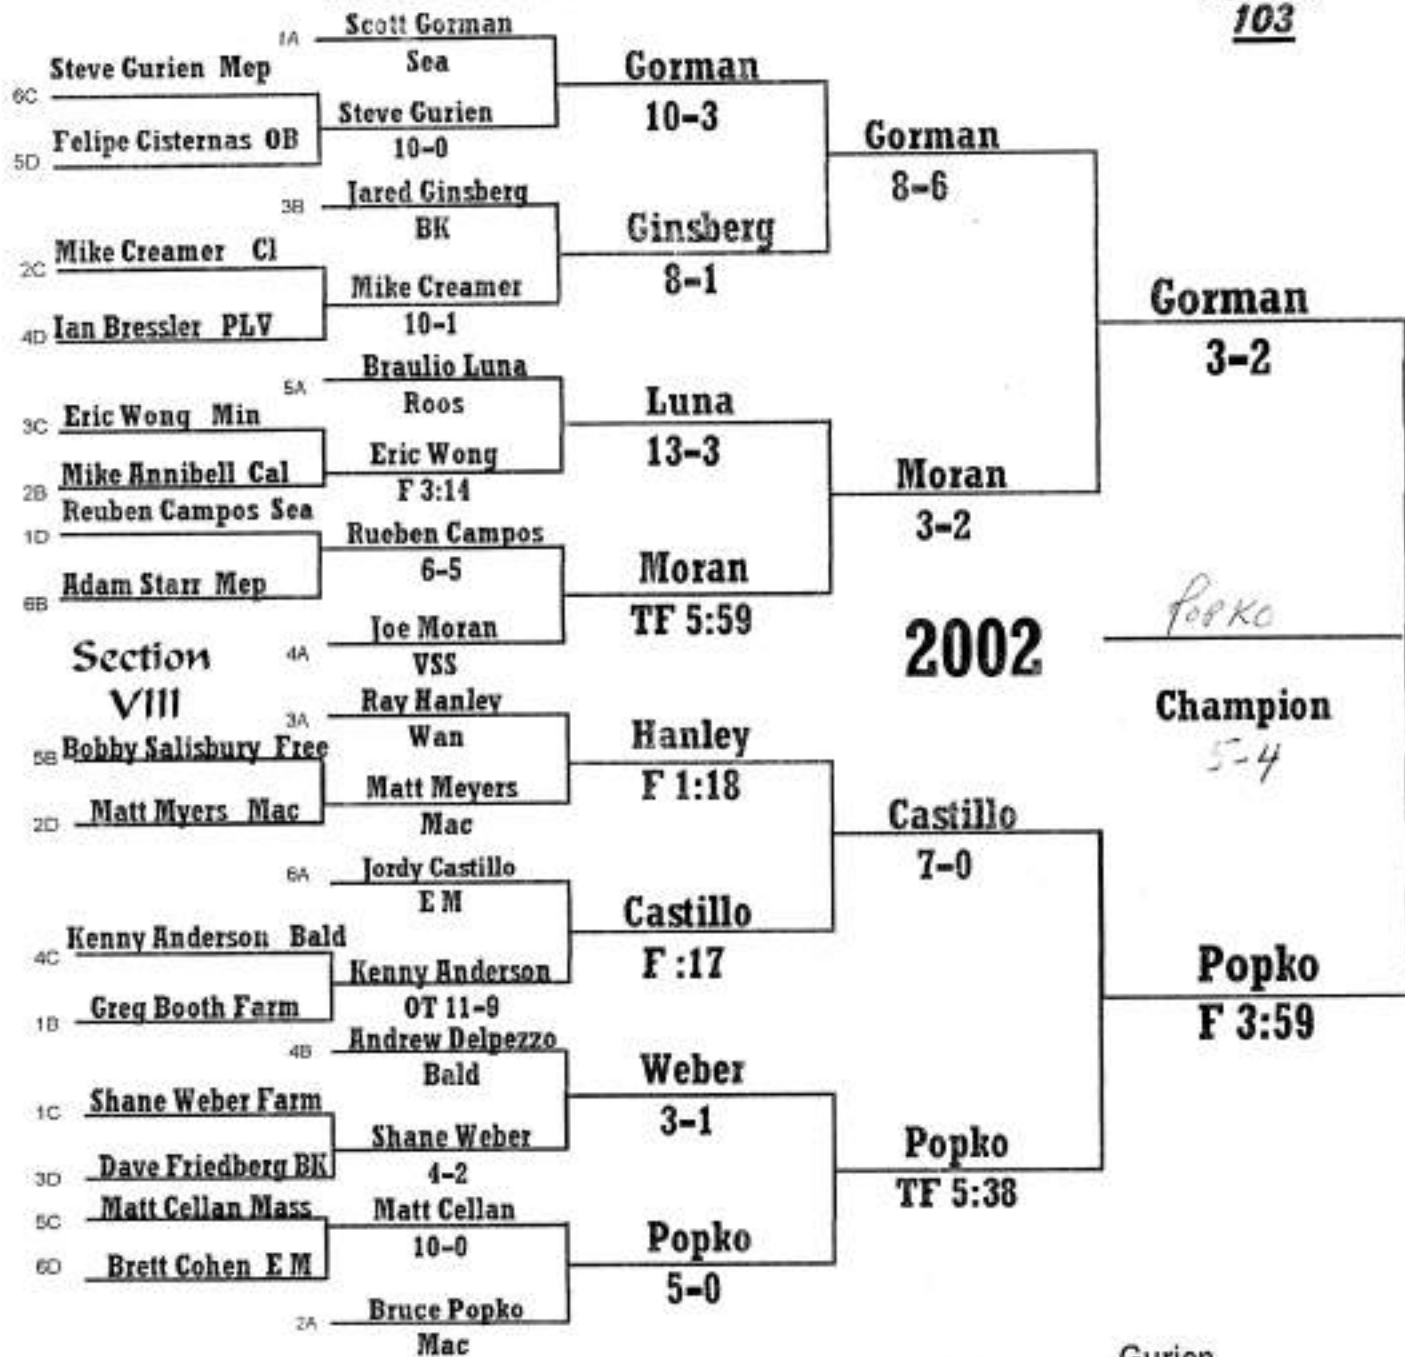 103
1A Scott Gorman
Sea
Steve Gurien Mep
6C
Felipe Cisternas OB
5D
Steve Gurien
10-0
Gorman
10-3
3B Jared Ginsberg
BK
Mike Creamer Cl
2C
4D Ian Bressler PLV
Mike Creamer
10-1
Ginsberg
8-1
Gorman
8-6
5A Braulio Luna
Roos
3C Eric Wong Min
Mike Annibell Cal
2B
Eric Wong
F 3:14
Luna
13-3
Reuben Campos Sea
1D
Adam Starr Mep
6B
Rueben Campos
6-5
4A Joe Moran
VSS
Moran
TF 5:59
Moran
3-2
Gorman
3-2
Section
VIII
2002
Popko
Champion
5-4
3A Ray Hanley
Wan
5B Bobby Salisbury Free
2D Matt Myers Mac
Matt Meyers
Mac
Hanley
F 1:18
6A Jordy Castillo
E M
Kenny Anderson Bald
4C
1B Greg Booth Farm
Kenny Anderson
OT 11-9
Castillo
F :17
Castillo
7-0
4B Andrew Delpezzo
Bald
1C Shane Weber Farm
3D Dave Friedberg BK
Shane Weber
4-2
Weber
3-1
5C Matt Cellan Mass
6D Brett Cohen E M
Matt Cellan
10-0
2A Bruce Popko
Mac
Popko
5-0
Popko
TF 5:38
Popko
F 3:59
Gurien